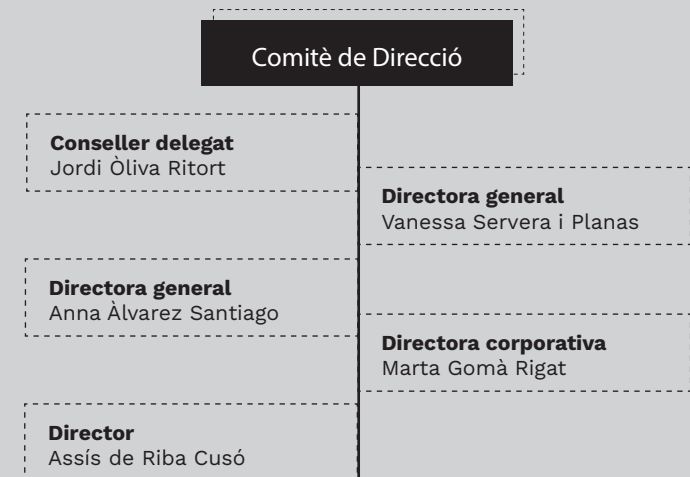 Comitè de Direcció
Conseller delegat
Jordi Òliva Ritort
Directora general
Vanessa Servera i Planas
Directora general
Anna Àlvarez Santiago
Directora corporativa
Marta Gomà Rigat
Director
Assís de Riba Cusó